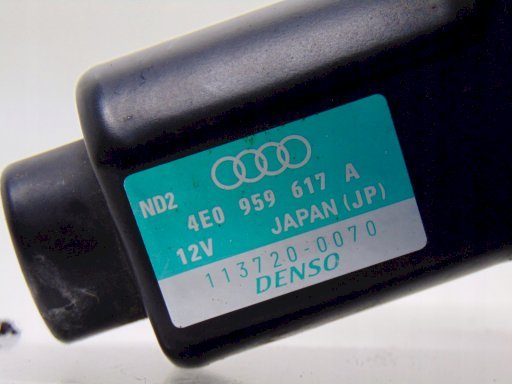 ND2
4E0 959 617 A
12V JAPAN (JP)
113720-0070
DENSO